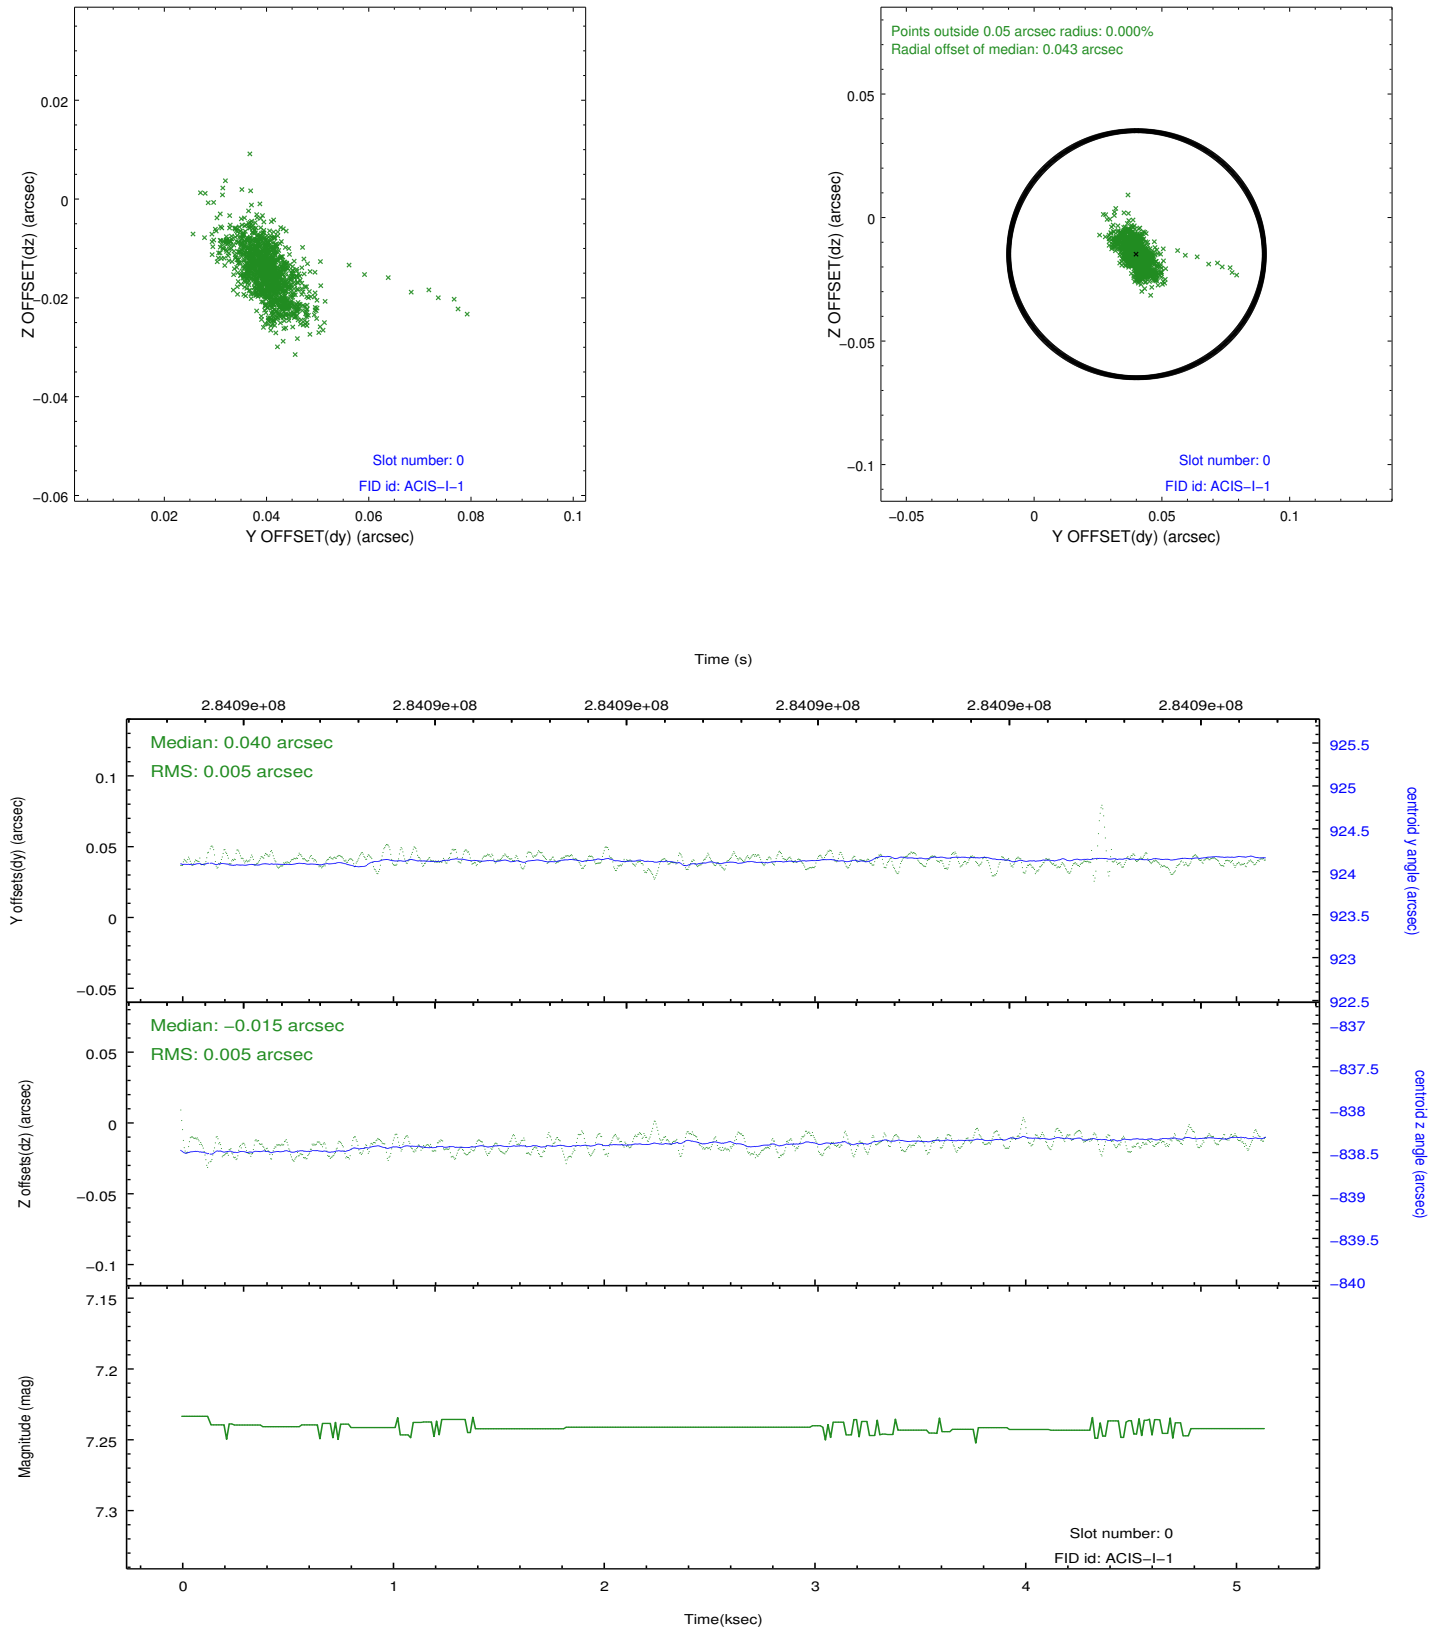 0.02
0
−0.02
−0.04
−0.06
Z OFFSET(dz) (arcsec)
Slot number: 0
FID id: ACIS−I−1
0.02
0.04
0.06
0.08
0.1
Y OFFSET(dy) (arcsec)
Points outside 0.05 arcsec radius: 0.000%
Radial offset of median: 0.043 arcsec
0.05
0
−0.05
−0.1
Z OFFSET(dz) (arcsec)
Slot number: 0
FID id: ACIS−I−1
−0.05
0
0.05
0.1
Y OFFSET(dy) (arcsec)
Time (s)
2.8409e+08
2.8409e+08
2.8409e+08
2.8409e+08
2.8409e+08
2.8409e+08
Median: 0.040 arcsec
RMS: 0.005 arcsec
0.1
0.05
0
−0.05
Y offsets(dy) (arcsec)
925.5
925
924.5
924
923.5
923
922.5
centroid y angle (arcsec)
Median: −0.015 arcsec
RMS: 0.005 arcsec
0.05
0
−0.05
−0.1
Z offsets(dz) (arcsec)
−837
−837.5
−838
−838.5
−839
−839.5
−840
centroid z angle (arcsec)
7.15
7.2
7.25
7.3
Magnitude (mag)
Slot number: 0
FID id: ACIS−I−1
0
1
2
3
4
5
Time(ksec)